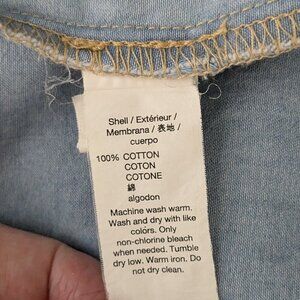 Shell / Extérieur /
Membrana / 表地 /
cuerpo
100% COTTON
COTON
COTONE
綿
algodon
Machine wash warm.
Wash and dry with like
colors. Only
non-chlorine bleach
when needed. Tumble
dry low. Warm iron. Do
not dry clean.